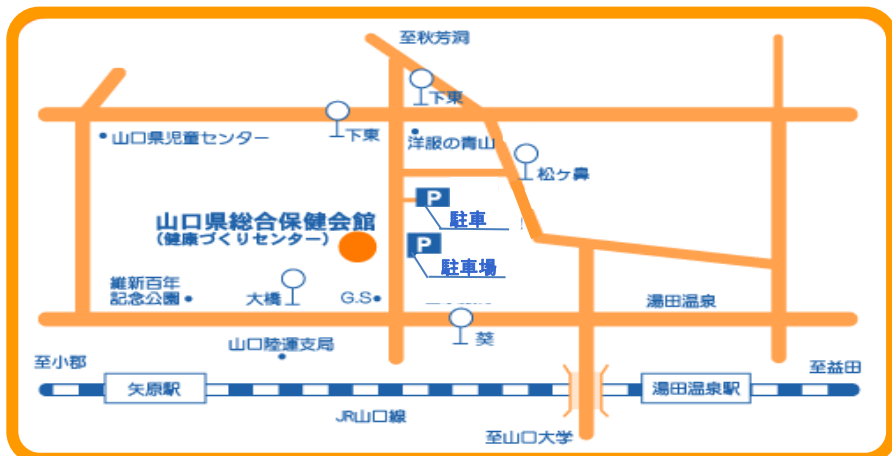 至秋芳洞
下東
山口県児童センター
下東
洋服の青山
松ヶ鼻
P
駐車
山口県総合保健会館
(健康づくりセンター)
P
駐車場
維新百年
記念公園
大橋
G.S
湯田温泉
葵
山口陸運支局
至小郡
至益田
矢原駅
湯田温泉駅
JR山口線
至山口大学